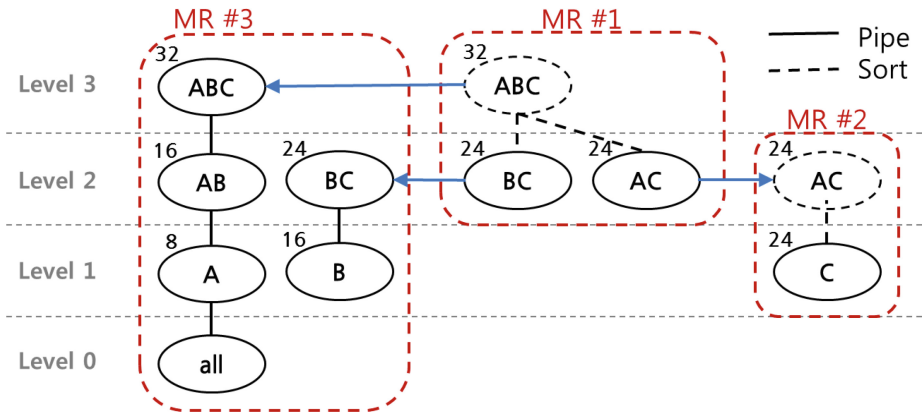 MR #3
MR #1
Pipe
Sort
Level 3
32
ABC
32
ABC
MR #2
Level 2
16
AB
24
BC
24
BC
24
AC
24
AC
Level 1
8
A
16
B
24
C
Level 0
all